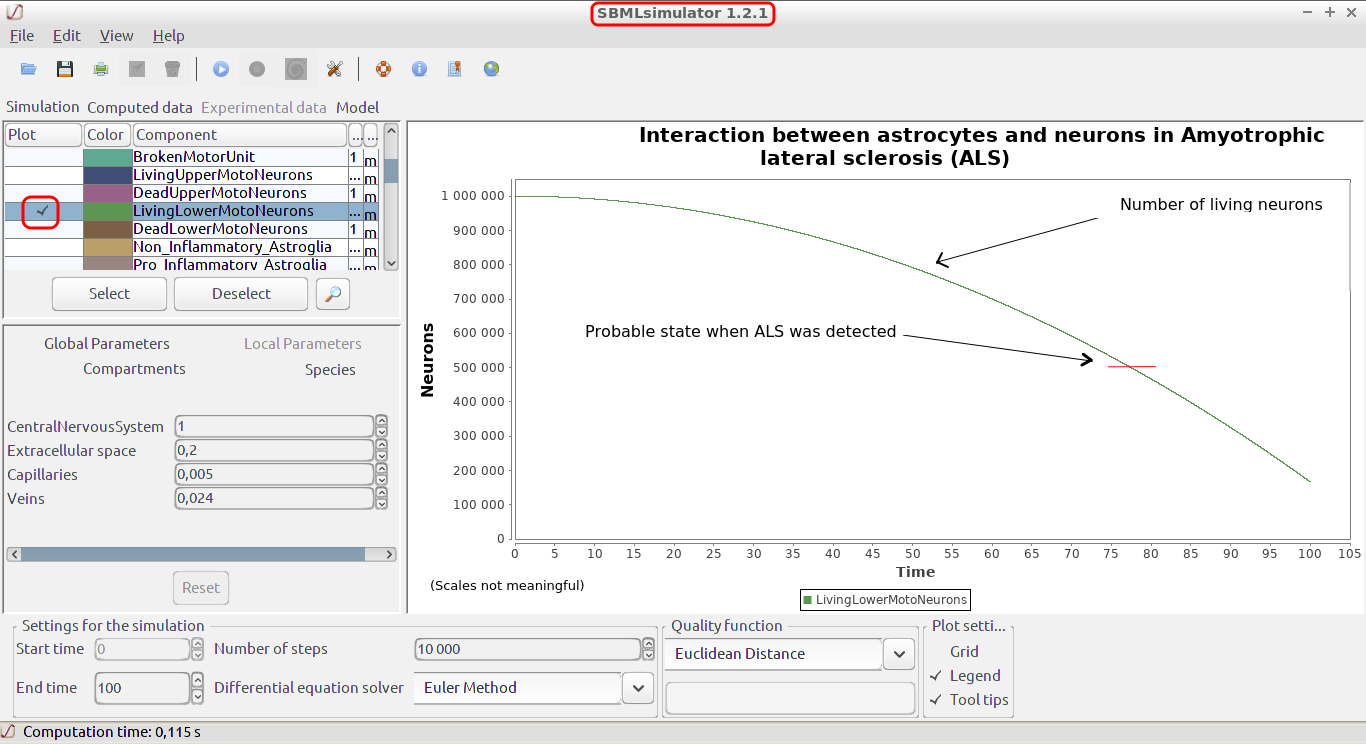 SBMLsimulator 1.2.1
File Edit View Help
Simulation Computed data Experimental data Model
Plot Color Component ... ...
BrokenMotorUnit 1 m
LivingUpperMotoNeurons ... m
DeadUpperMotoNeurons 1 m
LivingLowerMotoNeurons ... m
DeadLowerMotoNeurons 1 m
Non_Inflammatory_Astroglia ... m
Pro_Inflammatory_Astroglia ... m
Select Deselect
Global Parameters Local Parameters
Compartments Species
CentralNervousSystem 1
Extracellular space 0,2
Capillaries 0,005
Veins 0,024
Reset
Interaction between astrocytes and neurons in Amyotrophic
lateral sclerosis (ALS)
Number of living neurons
Probable state when ALS was detected
Neurons
1 000 000
900 000
800 000
700 000
600 000
500 000
400 000
300 000
200 000
100 000
0
0 5 10 15 20 25 30 35 40 45 50 55 60 65 70 75 80 85 90 95 100 105
Time
(Scales not meaningful)
LivingLowerMotoNeurons
Settings for the simulation
Start time 0 Number of steps 10 000
End time 100 Differential equation solver Euler Method
Quality function
Euclidean Distance
Plot setti...
Grid
Legend
Tool tips
Computation time: 0,115 s